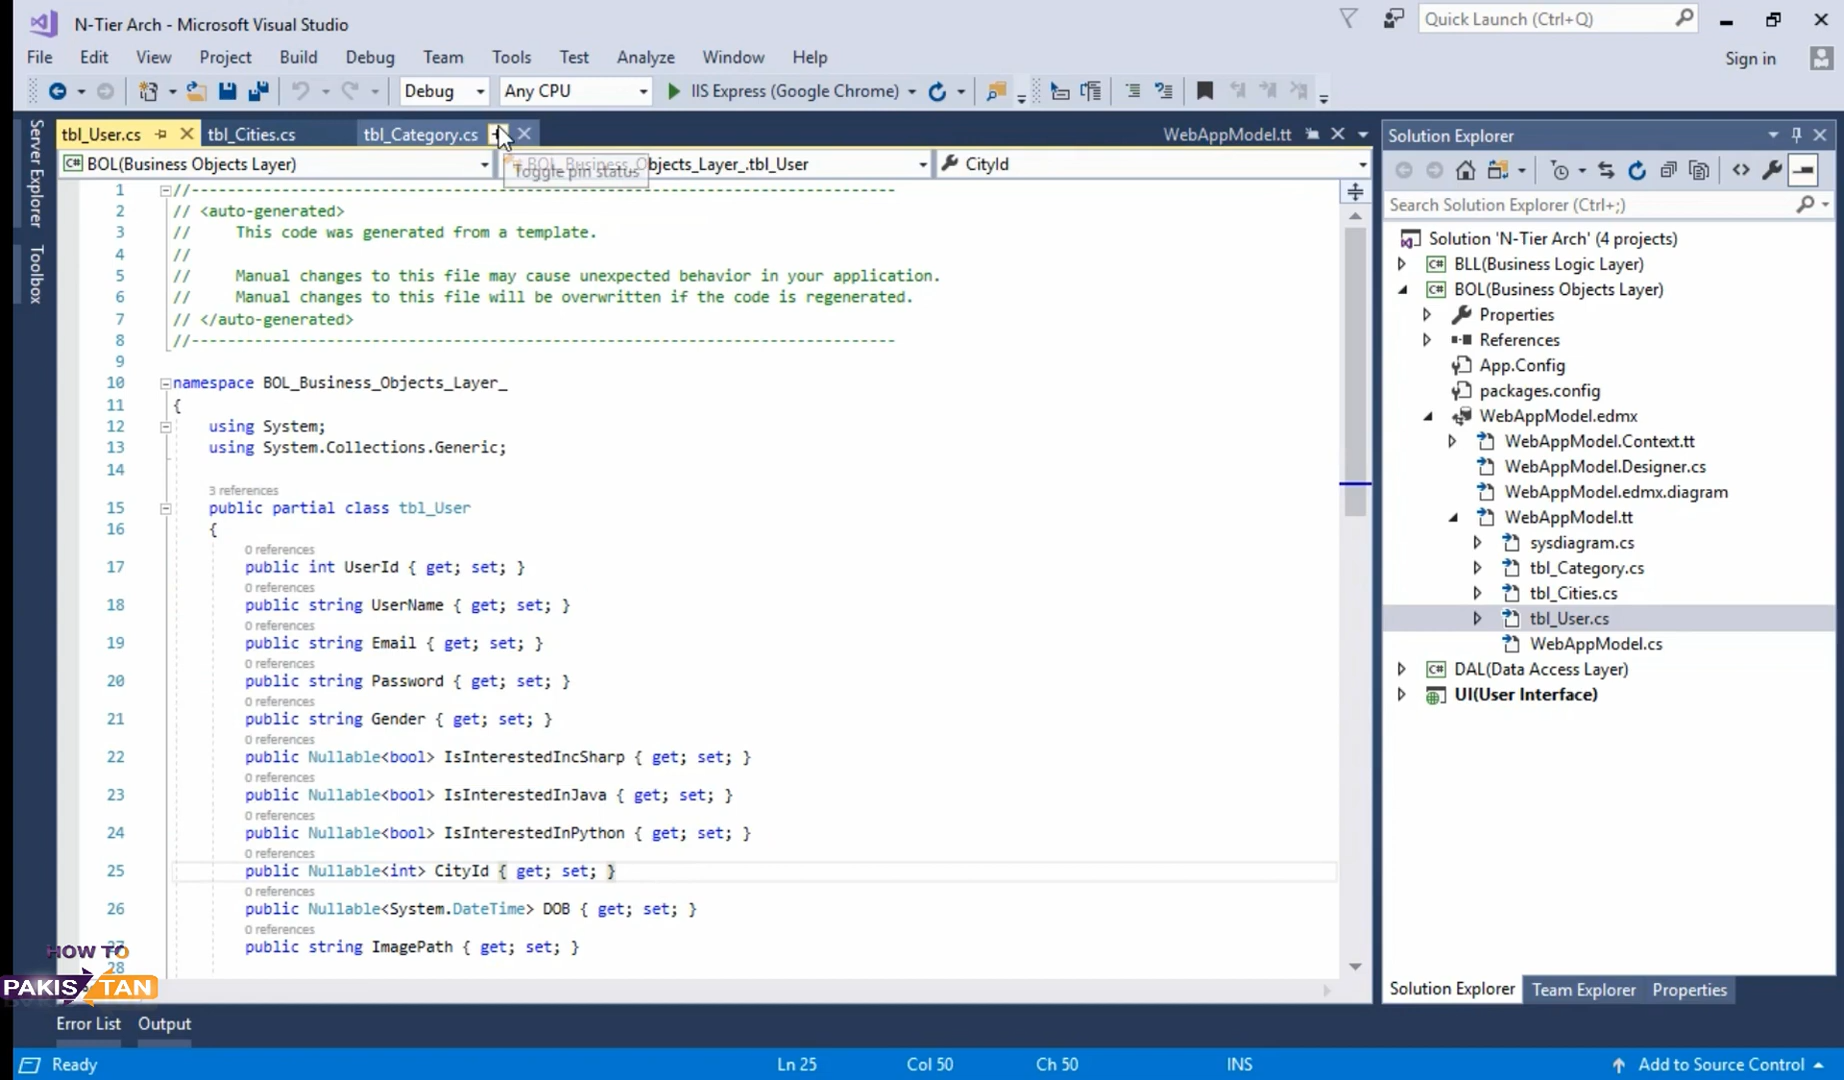 N-Tier Arch - Microsoft Visual Studio
Quick Launch (Ctrl+Q)
File Edit View Project Build Debug Team Tools Test Analyze Window Help
Sign in
Debug Any CPU IIS Express (Google Chrome)
Server Explorer
Toolbox
tbl_User.cs tbl_Cities.cs tbl_Category.cs WebAppModel.tt
BOL(Business Objects Layer) BOL_Business_Objects_Layer_.tbl_User CityId
Toggle pin status
1 //------------------------------------------------------------------------------
2 // <auto-generated>
3 // This code was generated from a template.
4 //
5 // Manual changes to this file may cause unexpected behavior in your application.
6 // Manual changes to this file will be overwritten if the code is regenerated.
7 // </auto-generated>
8 //------------------------------------------------------------------------------
9
10 namespace BOL_Business_Objects_Layer_
11 {
12 using System;
13 using System.Collections.Generic;
14
3 references
15 public partial class tbl_User
16 {
0 references
17 public int UserId { get; set; }
0 references
18 public string UserName { get; set; }
0 references
19 public string Email { get; set; }
0 references
20 public string Password { get; set; }
0 references
21 public string Gender { get; set; }
0 references
22 public Nullable<bool> IsInterestedIncSharp { get; set; }
0 references
23 public Nullable<bool> IsInterestedInJava { get; set; }
0 references
24 public Nullable<bool> IsInterestedInPython { get; set; }
0 references
25 public Nullable<int> CityId { get; set; }
0 references
26 public Nullable<System.DateTime> DOB { get; set; }
0 references
27 public string ImagePath { get; set; }
28
HOW TO
PAKISTAN
Solution Explorer
Search Solution Explorer (Ctrl+;)
Solution 'N-Tier Arch' (4 projects)
BLL(Business Logic Layer)
BOL(Business Objects Layer)
Properties
References
App.Config
packages.config
WebAppModel.edmx
WebAppModel.Context.tt
WebAppModel.Designer.cs
WebAppModel.edmx.diagram
WebAppModel.tt
sysdiagram.cs
tbl_Category.cs
tbl_Cities.cs
tbl_User.cs
WebAppModel.cs
DAL(Data Access Layer)
UI(User Interface)
Solution Explorer Team Explorer Properties
Error List Output
Ready Ln 25 Col 50 Ch 50 INS Add to Source Control